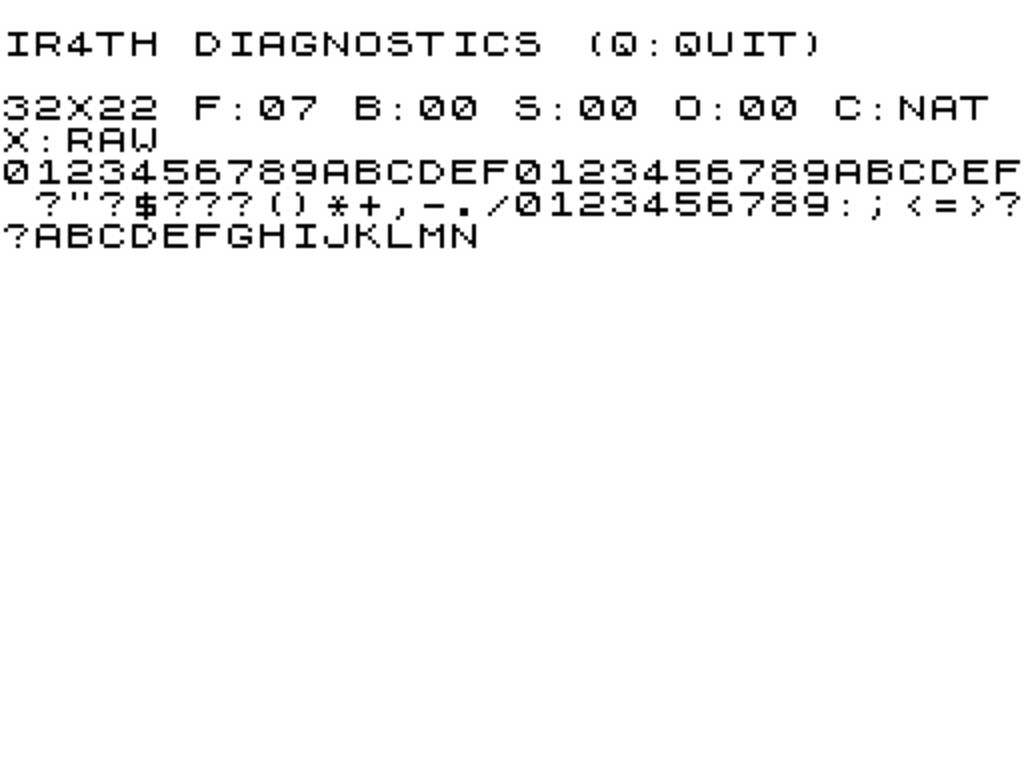 IR4TH DIAGNOSTICS (Q:QUIT)
32X22 F:07 B:00 S:00 O:00 C:NAT
X:RAW
0123456789ABCDEF0123456789ABCDEF
 ?"?$???()*+,-./0123456789:;<=>?
?ABCDEFGHIJKLMN